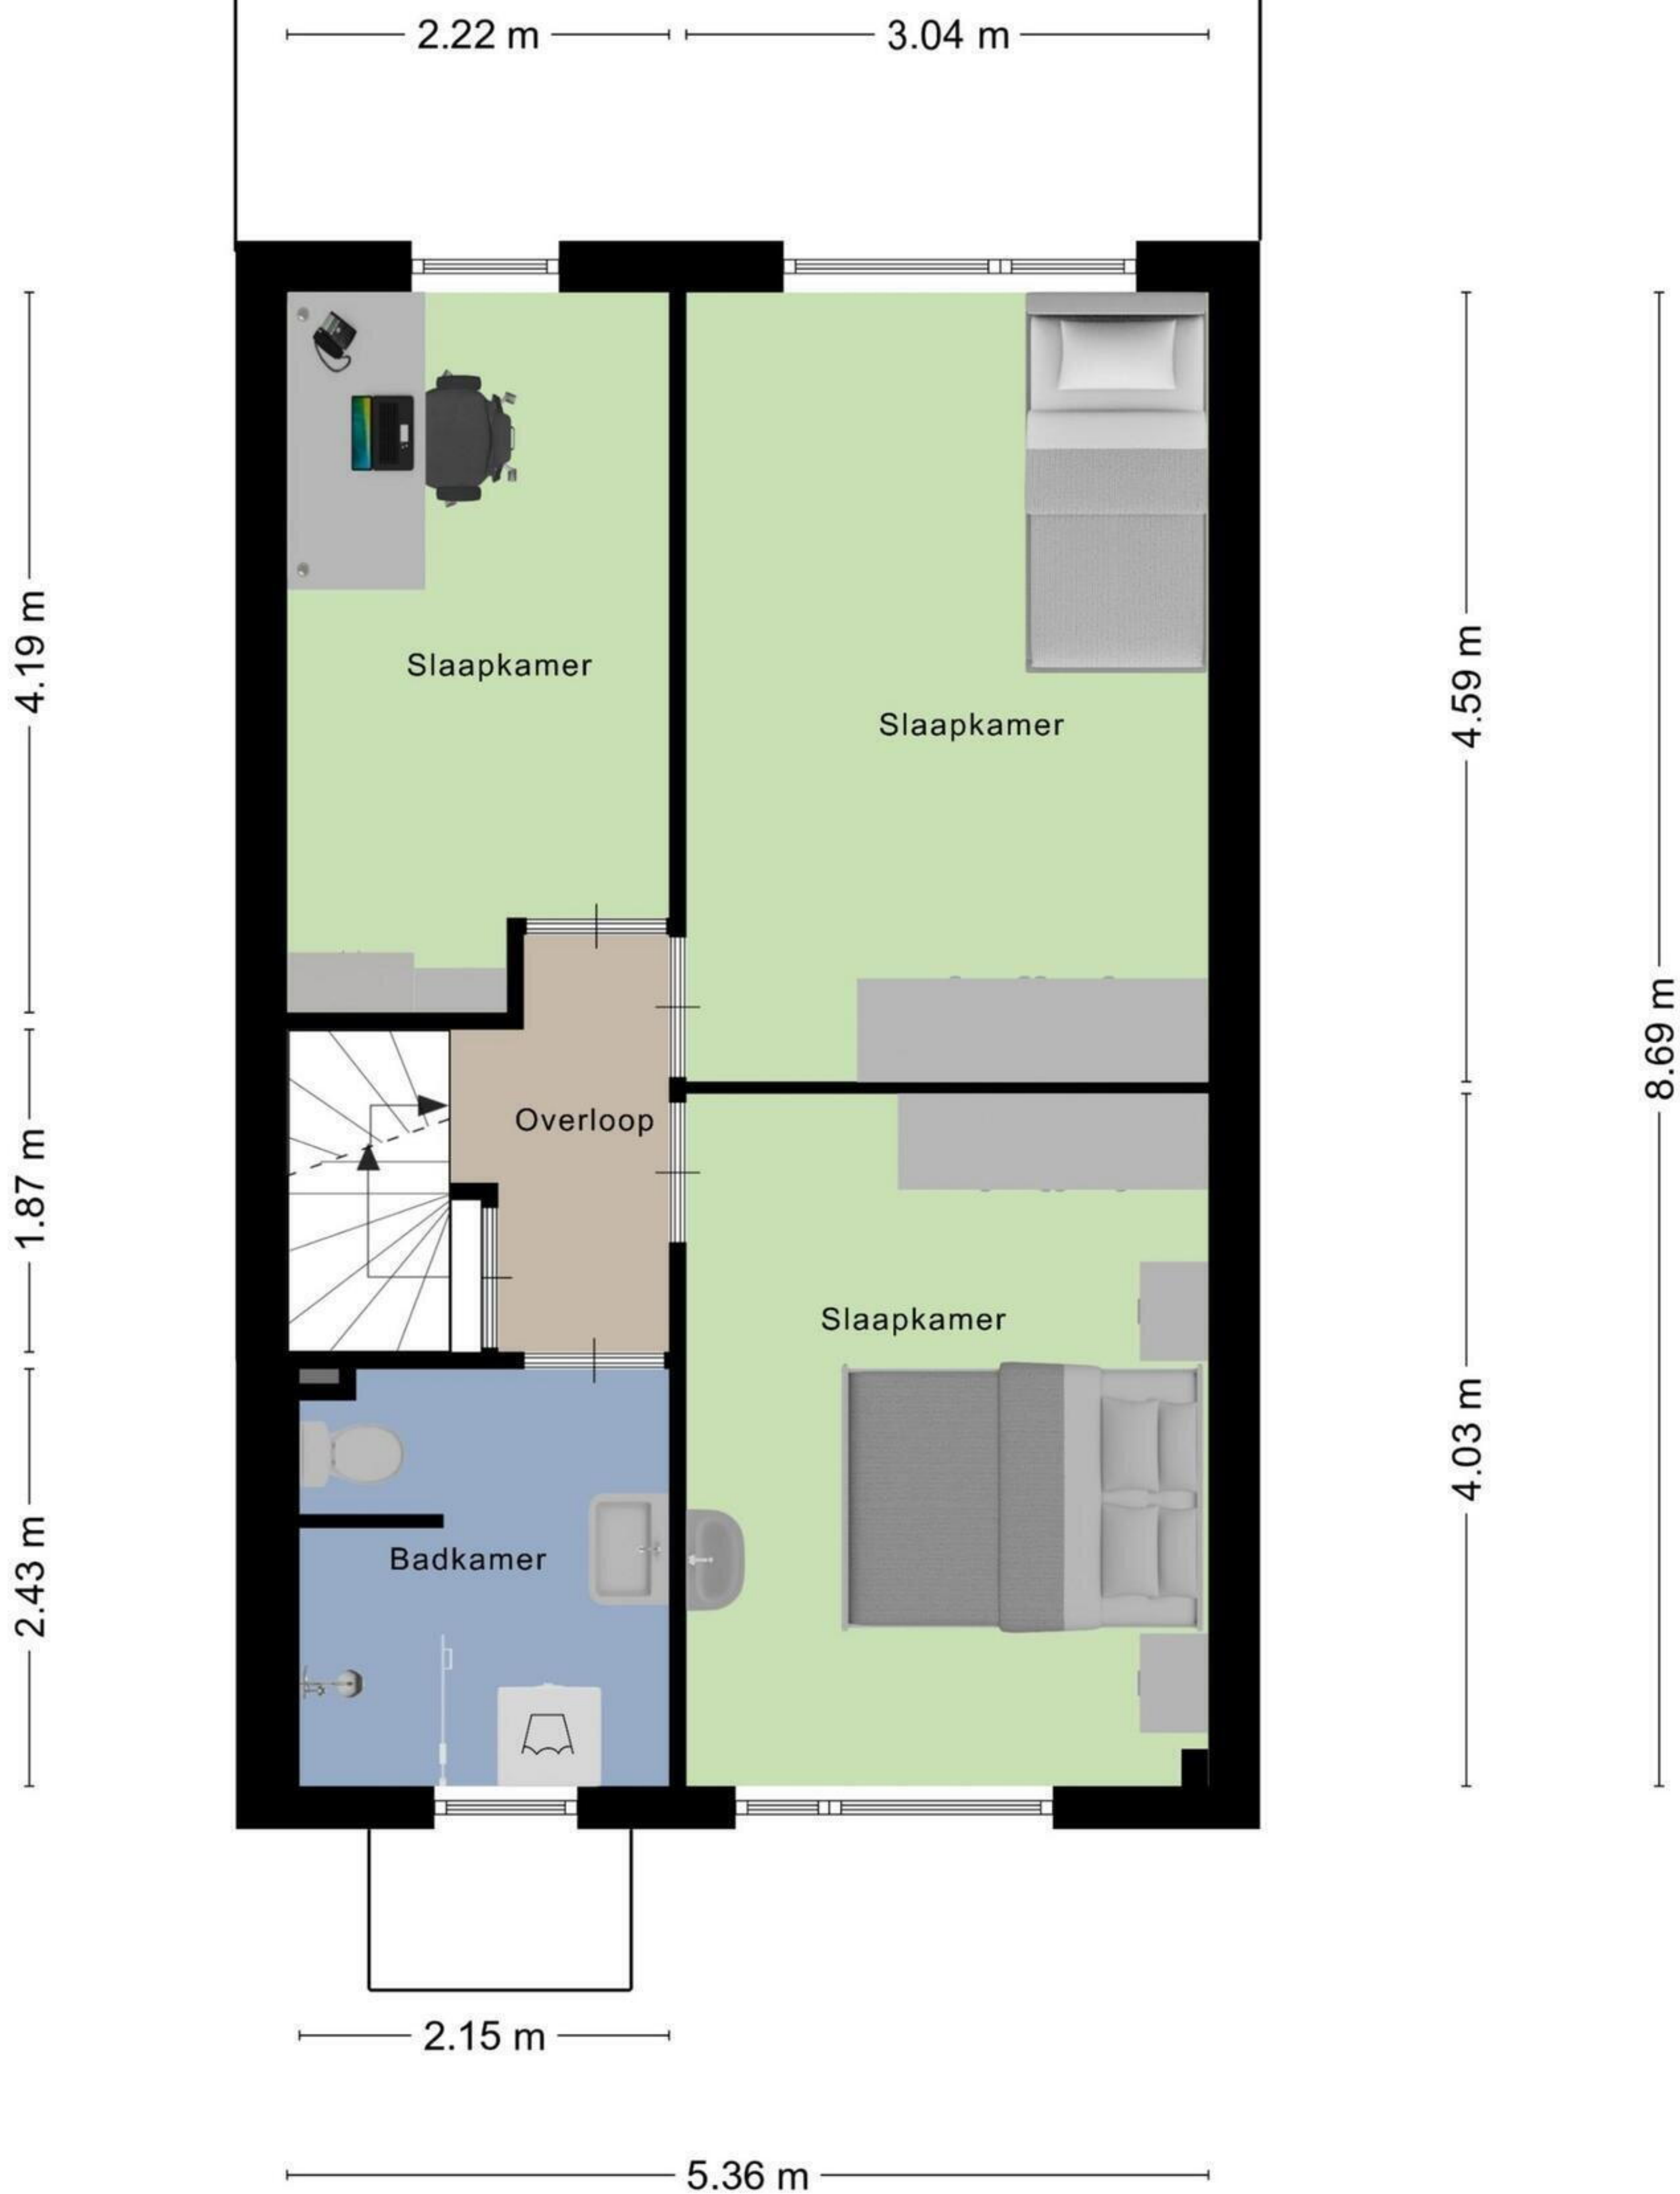 2.22 m
3.04 m
Slaapkamer
4.19 m
4.59 m
Slaapkamer
8.69 m
Overloop
1.87 m
Slaapkamer
4.03 m
2.43 m
Badkamer
2.15 m
5.36 m